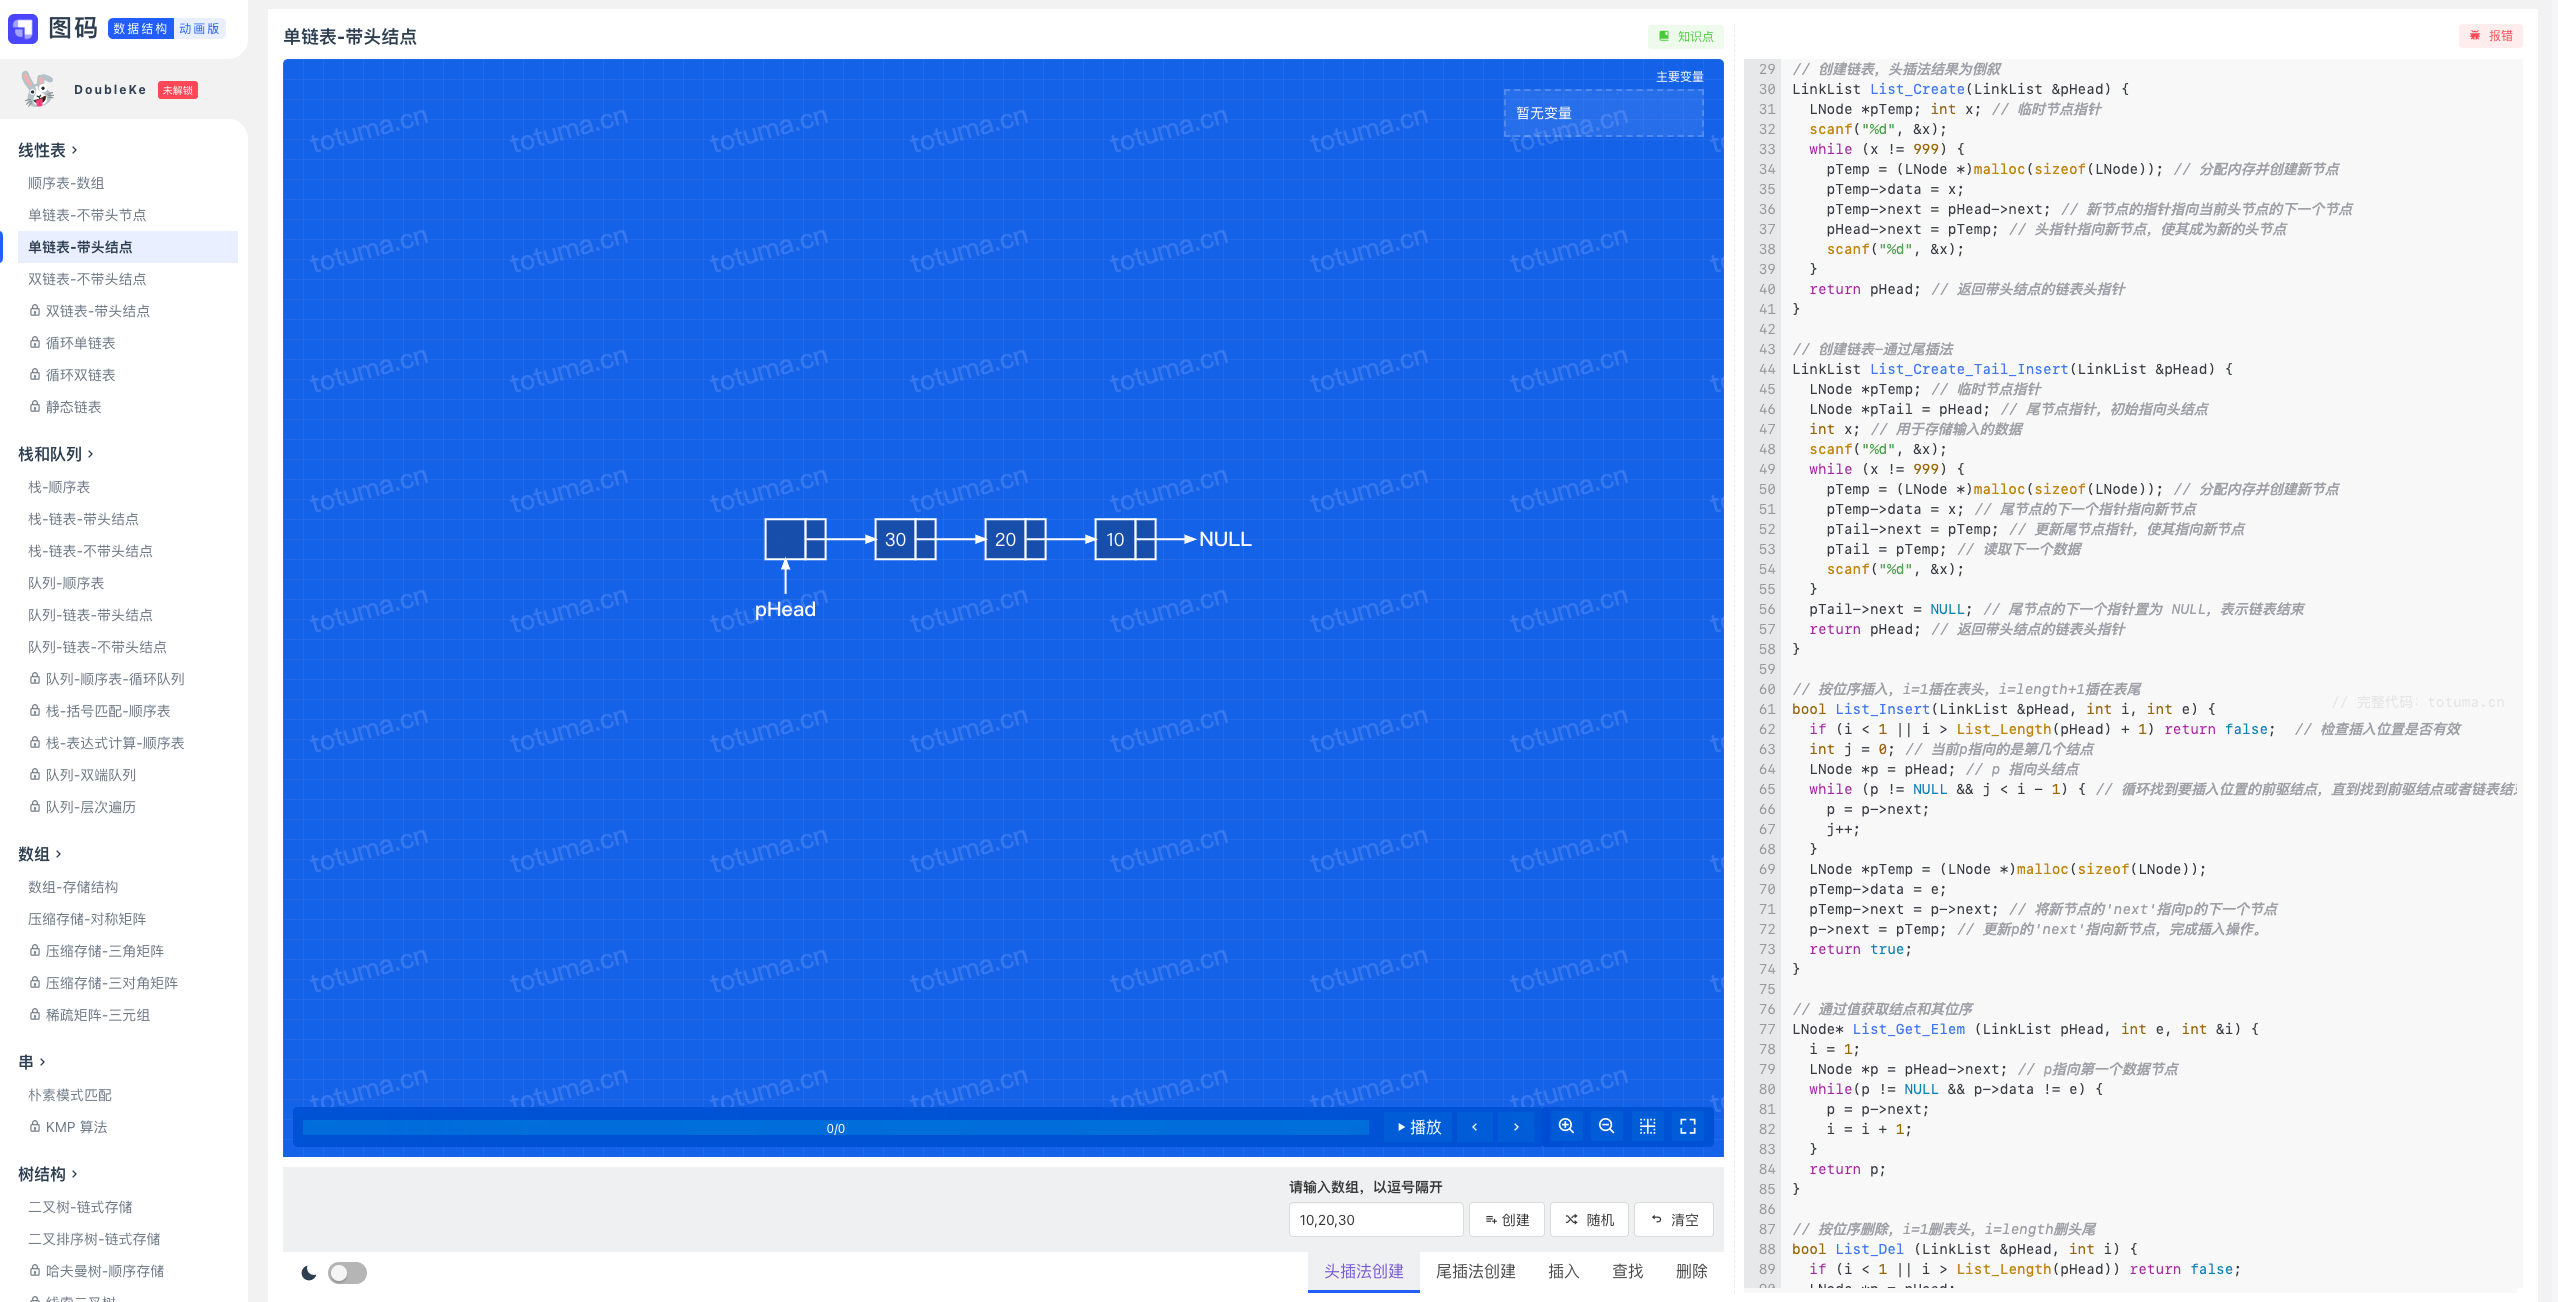 图码 数据结构 动画版
DoubleKe 未解锁
线性表
顺序表-数组
单链表-不带头节点
单链表-带头结点
双链表-不带头结点
双链表-带头结点
循环单链表
循环双链表
静态链表
栈和队列
栈-顺序表
栈-链表-带头结点
栈-链表-不带头结点
队列-顺序表
队列-链表-带头结点
队列-链表-不带头结点
队列-顺序表-循环队列
栈-括号匹配-顺序表
栈-表达式计算-顺序表
队列-双端队列
队列-层次遍历
数组
数组-存储结构
压缩存储-对称矩阵
压缩存储-三角矩阵
压缩存储-三对角矩阵
稀疏矩阵-三元组
串
朴素模式匹配
KMP 算法
树结构
二叉树-链式存储
二叉排序树-链式存储
哈夫曼树-顺序存储
单链表-带头结点
知识点
主要变量
暂无变量
totuma.cn
30 20 10 NULL
pHead
0/0
播放
请输入数组，以逗号隔开
10,20,30 创建 随机 清空
头插法创建 尾插法创建 插入 查找 删除
报错
29 // 创建链表，头插法结果为倒叙
30 LinkList List_Create(LinkList &pHead) {
31 LNode *pTemp; int x; // 临时节点指针
32 scanf("%d", &x);
33 while (x != 999) {
34 pTemp = (LNode *)malloc(sizeof(LNode)); // 分配内存并创建新节点
35 pTemp->data = x;
36 pTemp->next = pHead->next; // 新节点的指针指向当前头节点的下一个节点
37 pHead->next = pTemp; // 头指针指向新节点，使其成为新的头节点
38 scanf("%d", &x);
39 }
40 return pHead; // 返回带头结点的链表头指针
41 }
42
43 // 创建链表—通过尾插法
44 LinkList List_Create_Tail_Insert(LinkList &pHead) {
45 LNode *pTemp; // 临时节点指针
46 LNode *pTail = pHead; // 尾节点指针，初始指向头结点
47 int x; // 用于存储输入的数据
48 scanf("%d", &x);
49 while (x != 999) {
50 pTemp = (LNode *)malloc(sizeof(LNode)); // 分配内存并创建新节点
51 pTemp->data = x; // 尾节点的下一个指针指向新节点
52 pTail->next = pTemp; // 更新尾节点指针，使其指向新节点
53 pTail = pTemp; // 读取下一个数据
54 scanf("%d", &x);
55 }
56 pTail->next = NULL; // 尾节点的下一个指针置为 NULL，表示链表结束
57 return pHead; // 返回带头结点的链表头指针
58 }
59
60 // 按位序插入，i=1插在表头，i=length+1插在表尾
// 完整代码: totuma.cn
61 bool List_Insert(LinkList &pHead, int i, int e) {
62 if (i < 1 || i > List_Length(pHead) + 1) return false; // 检查插入位置是否有效
63 int j = 0; // 当前p指向的是第几个结点
64 LNode *p = pHead; // p 指向头结点
65 while (p != NULL && j < i - 1) { // 循环找到要插入位置的前驱结点，直到找到前驱结点或者链表结
66 p = p->next;
67 j++;
68 }
69 LNode *pTemp = (LNode *)malloc(sizeof(LNode));
70 pTemp->data = e;
71 pTemp->next = p->next; // 将新节点的'next'指向p的下一个节点
72 p->next = pTemp; // 更新p的'next'指向新节点，完成插入操作。
73 return true;
74 }
75
76 // 通过值获取结点和其位序
77 LNode* List_Get_Elem (LinkList pHead, int e, int &i) {
78 i = 1;
79 LNode *p = pHead->next; // p指向第一个数据节点
80 while(p != NULL && p->data != e) {
81 p = p->next;
82 i = i + 1;
83 }
84 return p;
85 }
86
87 // 按位序删除，i=1删表头，i=length删头尾
88 bool List_Del (LinkList &pHead, int i) {
89 if (i < 1 || i > List_Length(pHead)) return false;